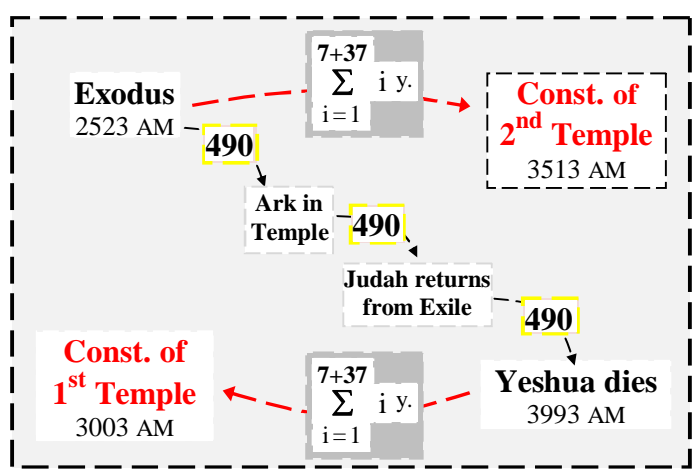 7+37
Σ i y.
i=1
Exodus
2523 AM
Const. of
2nd Temple
3513 AM
490
Ark in
Temple
490
Judah returns
from Exile
490
Const. of
1st Temple
3003 AM
7+37
Σ i y.
i=1
Yeshua dies
3993 AM